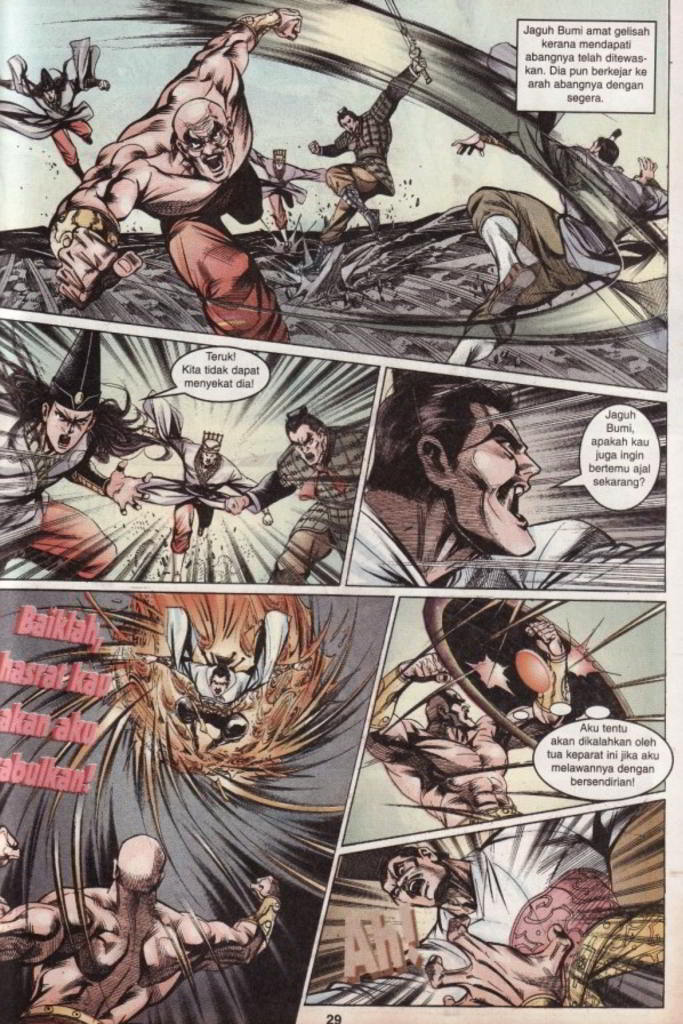 Jaguh Bumi amat gelisah
kerana mendapati
abangnya telah ditewas-
kan. Dia pun berkejar ke
arah abangnya dengan
segera.
Teruk!
Kita tidak dapat
menyekat dia!
Jaguh
Bumi,
apakah kau
juga ingin
bertemu ajal
sekarang?
Baiklah,
hasrat kau
akan aku
kabulkan!
Aku tentu
akan dikalahkan oleh
tua keparat ini jika aku
melawannya dengan
bersendirian!
Ah!
29